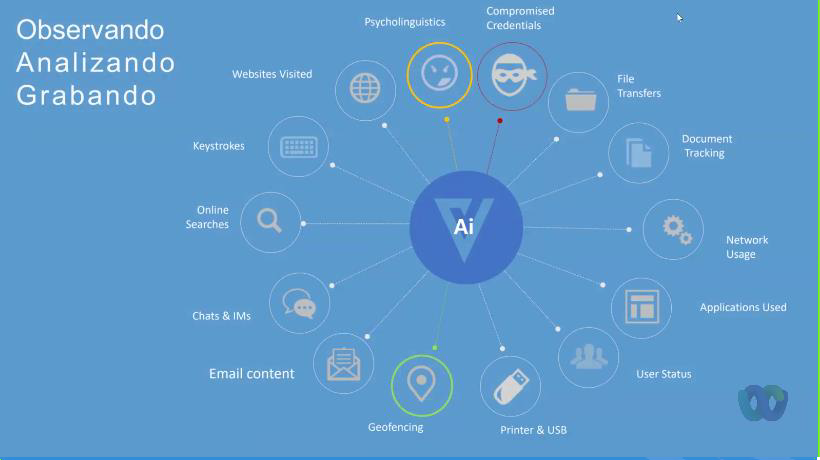 Observando
Analizando
Grabando
Psycholinguistics
Compromised
Credentials
Websites Visited
File
Transfers
Keystrokes
Document
Tracking
Online
Searches
Ai
Network
Usage
Chats & IMs
Applications Used
Email content
User Status
Geofencing
Printer & USB